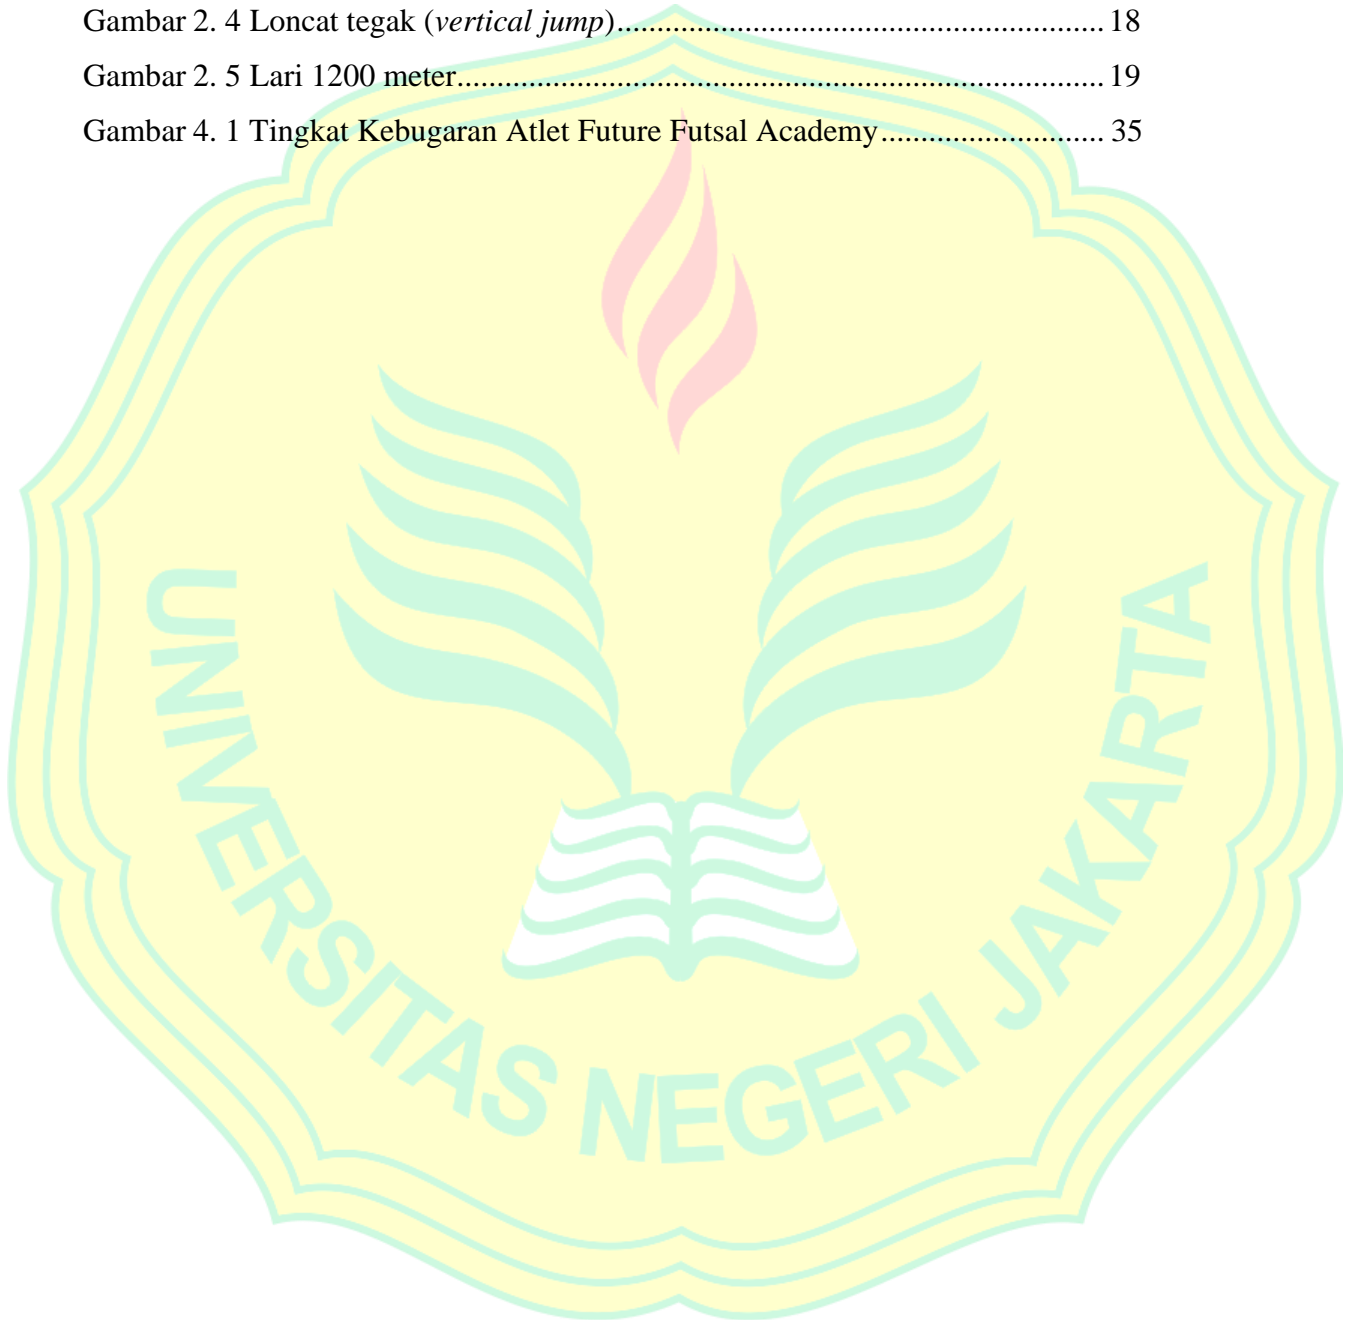 Gambar 2. 4 Loncat tegak (vertical jump)............................................................. 18
Gambar 2. 5 Lari 1200 meter................................................................................. 19
Gambar 4. 1 Tingkat Kebugaran Atlet Future Futsal Academy............................ 35
UNIVERSITAS NEGERI JAKARTA